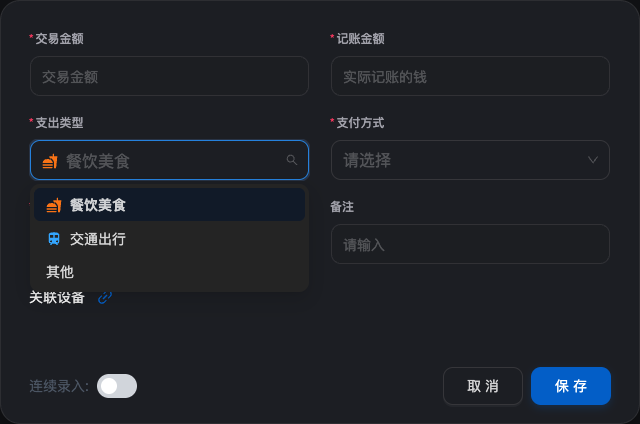 *交易金额
*记账金额
交易金额
实际记账的钱
*支出类型
*支付方式
餐饮美食
请选择
餐饮美食
备注
交通出行
请输入
其他
关联设备
连续录入:
取 消
保 存